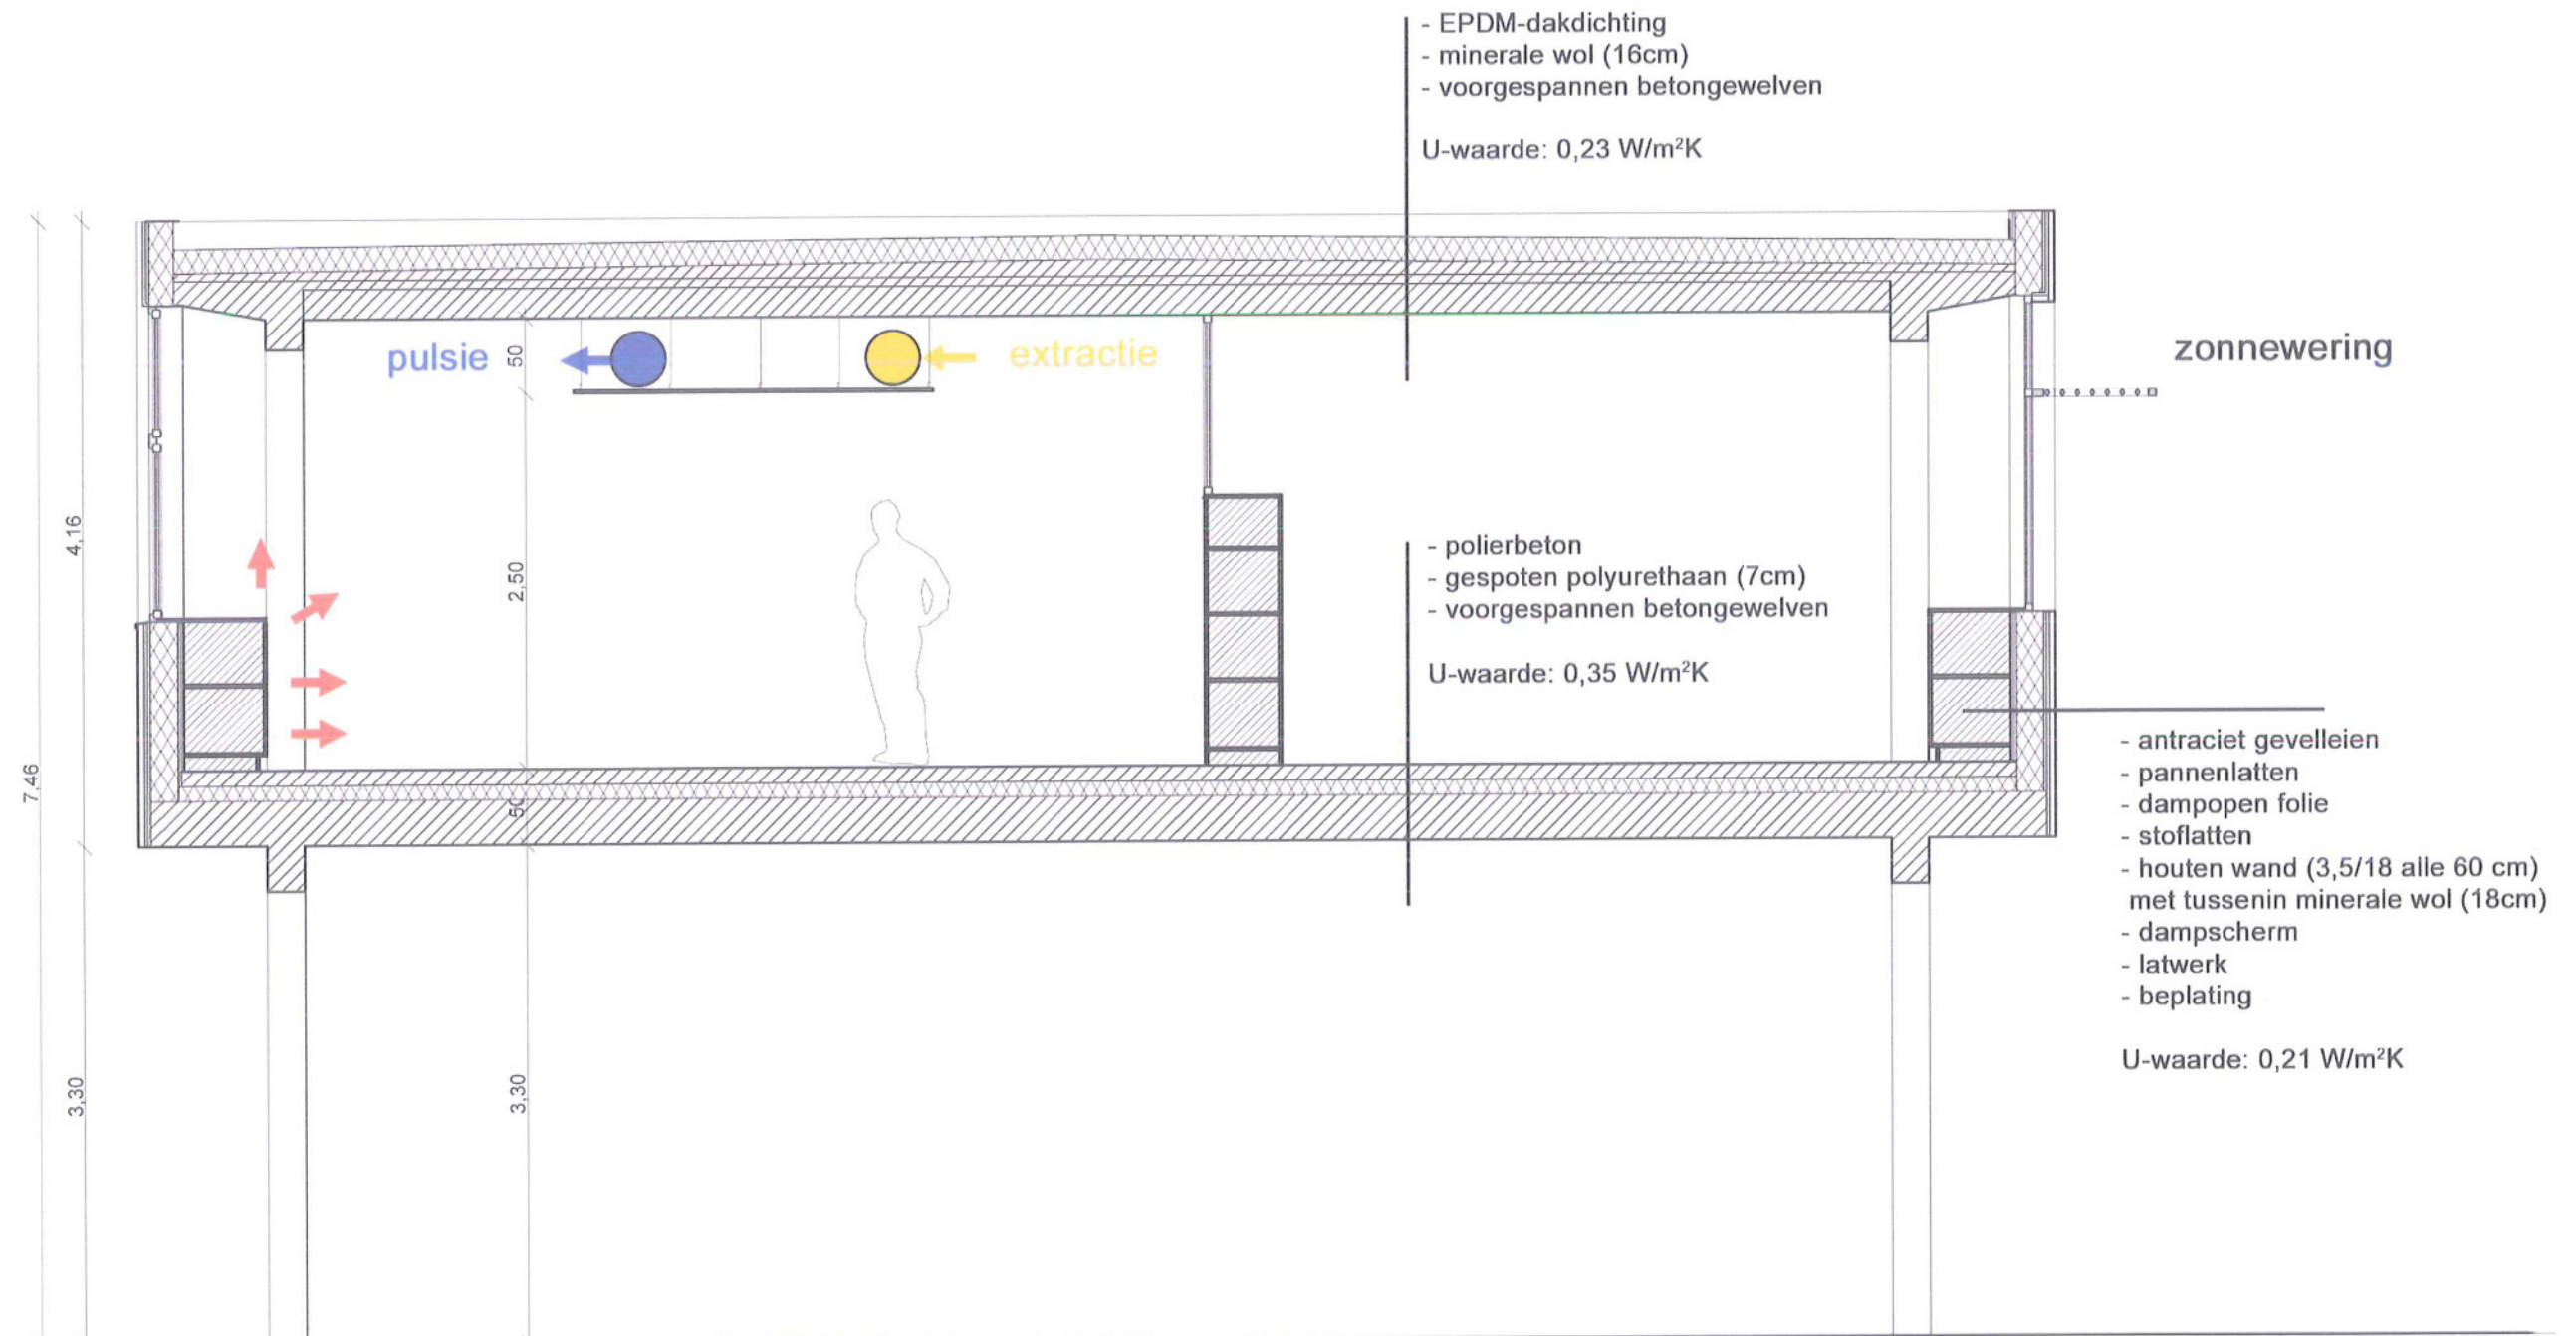 - EPDM-dakdichting
- minerale wol (16cm)
- voorgespannen betongewelven
U-waarde: 0,23 W/m²K
pulsie
50
extractie
zonnewering
4,16
2,50
7,46
- polierbeton
- gespoten polyurethaan (7cm)
- voorgespannen betongewelven
U-waarde: 0,35 W/m²K
50
- antraciet gevelleien
- pannenlatten
- dampopen folie
- stoflatten
- houten wand (3,5/18 alle 60 cm)
met tussenin minerale wol (18cm)
- dampscherm
- latwerk
- beplating
U-waarde: 0,21 W/m²K
3,30
3,30